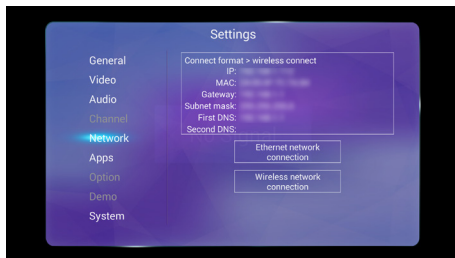 Settings
General
Video
Audio
Channel
Network
Apps
Option
Demo
System
Connect format > wireless connect
IP:
MAC:
Gateway:
Subnet mask:
First DNS:
Second DNS:
Ethernet network
connection
Wireless network
connection